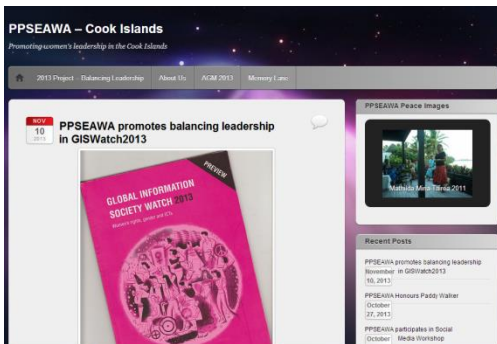 PPSEAWA – Cook Islands
Promoting women's leadership in the Cook Islands
2013 Project – Balancing Leadership
About Us
AGM 2013
Memory Lane
NOV
10
2013
PPSEAWA promotes balancing leadership
in GISWatch2013
PREVIEW
GLOBAL INFORMATION
SOCIETY WATCH 2013
Women's rights, gender and ICTs
PPSEAWA Peace Images
2011
Recent Posts
PPSEAWA promotes balancing leadership
November in GISWatch2013
10, 2013
PPSEAWA Honours Paddy Walker
October
27, 2013
PPSEAWA participates in Social
October Media Workshop